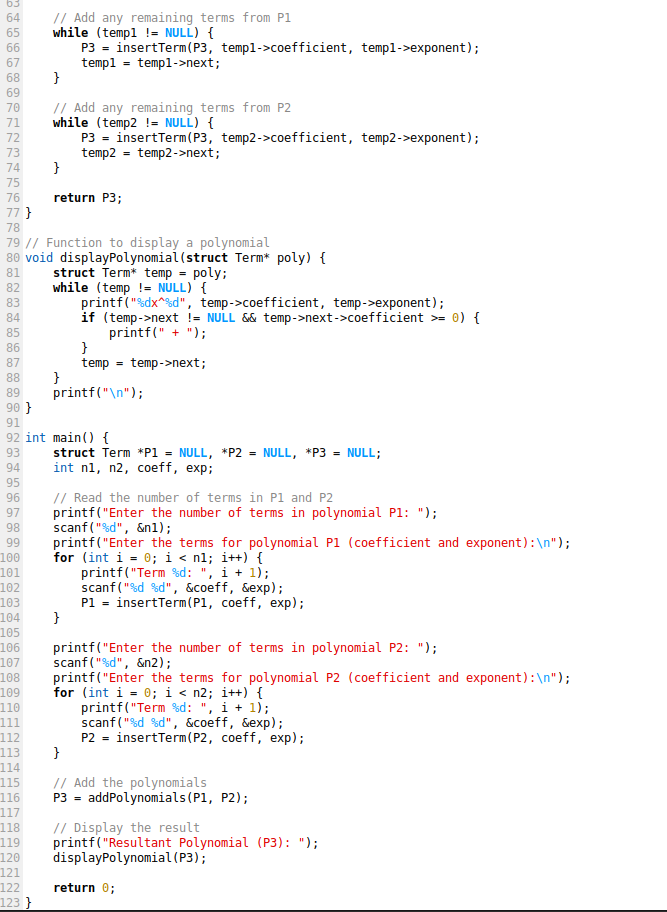 63
64     // Add any remaining terms from P1
65     while (temp1 != NULL) {
66         P3 = insertTerm(P3, temp1->coefficient, temp1->exponent);
67         temp1 = temp1->next;
68     }
69
70     // Add any remaining terms from P2
71     while (temp2 != NULL) {
72         P3 = insertTerm(P3, temp2->coefficient, temp2->exponent);
73         temp2 = temp2->next;
74     }
75
76     return P3;
77 }
78
79 // Function to display a polynomial
80 void displayPolynomial(struct Term* poly) {
81     struct Term* temp = poly;
82     while (temp != NULL) {
83         printf("%dx^%d", temp->coefficient, temp->exponent);
84         if (temp->next != NULL && temp->next->coefficient >= 0) {
85             printf(" + ");
86         }
87         temp = temp->next;
88     }
89     printf("\n");
90 }
91
92 int main() {
93     struct Term *P1 = NULL, *P2 = NULL, *P3 = NULL;
94     int n1, n2, coeff, exp;
95
96     // Read the number of terms in P1 and P2
97     printf("Enter the number of terms in polynomial P1: ");
98     scanf("%d", &n1);
99     printf("Enter the terms for polynomial P1 (coefficient and exponent):\n");
100     for (int i = 0; i < n1; i++) {
101         printf("Term %d: ", i + 1);
102         scanf("%d %d", &coeff, &exp);
103         P1 = insertTerm(P1, coeff, exp);
104     }
105
106     printf("Enter the number of terms in polynomial P2: ");
107     scanf("%d", &n2);
108     printf("Enter the terms for polynomial P2 (coefficient and exponent):\n");
109     for (int i = 0; i < n2; i++) {
110         printf("Term %d: ", i + 1);
111         scanf("%d %d", &coeff, &exp);
112         P2 = insertTerm(P2, coeff, exp);
113     }
114
115     // Add the polynomials
116     P3 = addPolynomials(P1, P2);
117
118     // Display the result
119     printf("Resultant Polynomial (P3): ");
120     displayPolynomial(P3);
121
122     return 0;
123 }